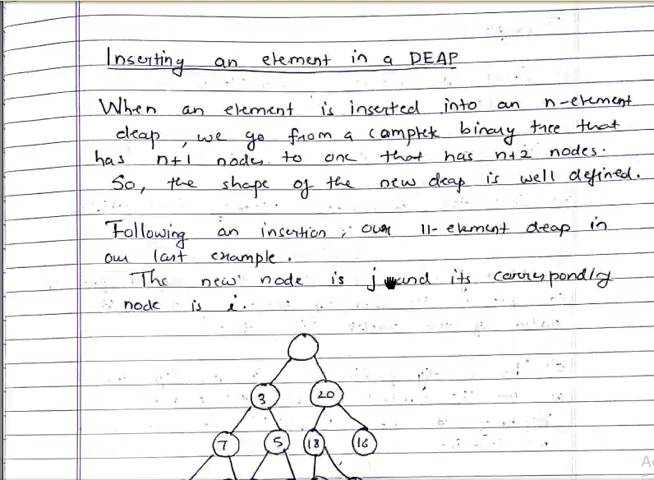 Inserting an element in a DEAP
When an element is inserted into an n-element
deap, we go from a complete binary tree that
has n+1 nodes to one that has n+2 nodes.
So, the shape of the new deap is well defined.
Following an insertion, our 11-element deap in
our last example.
The new node is j and its correspondly
node is i.
3 20
7 5 18 16